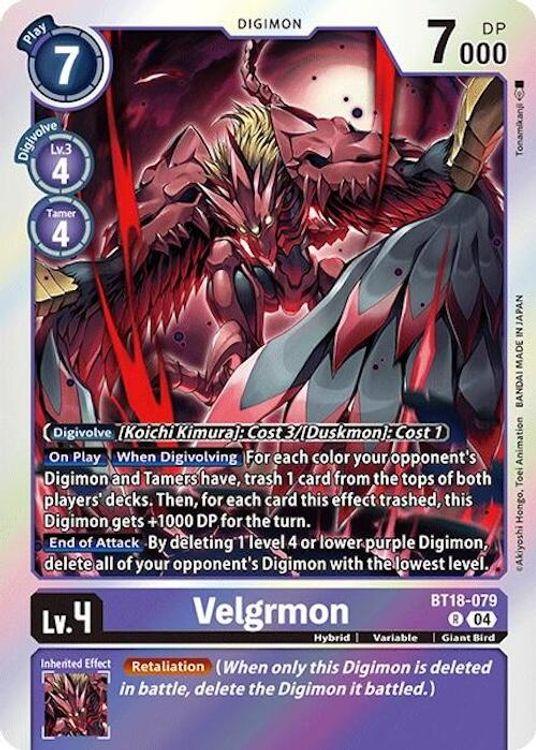 Play
7
DIGIMON
7000
DP
Digivolve
Lv.3
4
Tamer
4
Tonamikanji
©Akiyoshi Hongo, Toei Animation BANDAI MADE IN JAPAN
Digivolve [Koichi Kimura]: Cost 3/[Duskmon]: Cost 1
On Play When Digivolving For each color your opponent's
Digimon and Tamers have, trash 1 card from the tops of both
players' decks. Then, for each card this effect trashed, this
Digimon gets +1000 DP for the turn.
End of Attack By deleting 1 level 4 or lower purple Digimon,
delete all of your opponent's Digimon with the lowest level.
Lv.4
Velgrmon
BT18-079
R 04
Hybrid | Variable | Giant Bird
Inherited Effect
Retaliation (When only this Digimon is deleted
in battle, delete the Digimon it battled.)